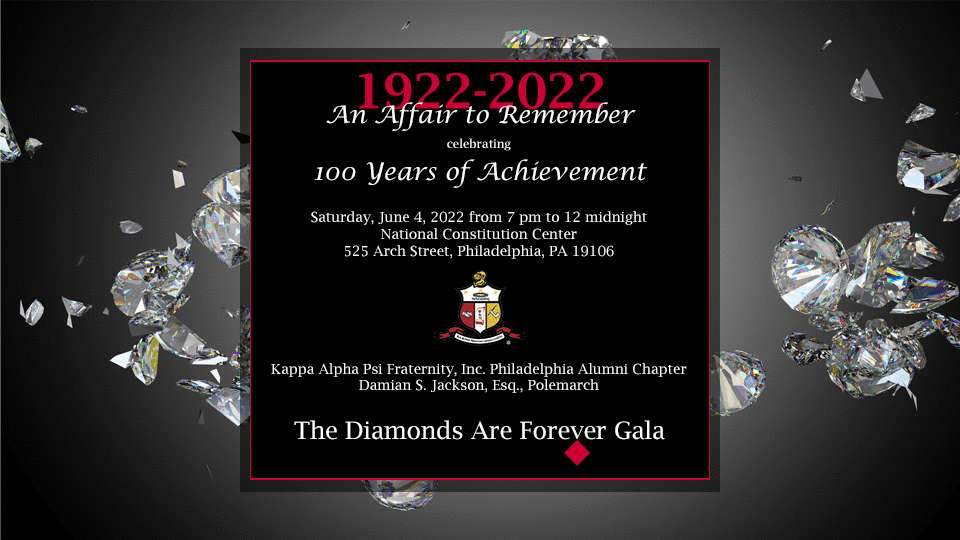 1922-2022
An Affair to Remember
celebrating
100 Years of Achievement
Saturday, June 4, 2022 from 7 pm to 12 midnight
National Constitution Center
525 Arch Street, Philadelphia, PA 19106
Kappa Alpha Psi Fraternity, Inc. Philadelphia Alumni Chapter
Damian S. Jackson, Esq., Polemarch
The Diamonds Are Forever Gala